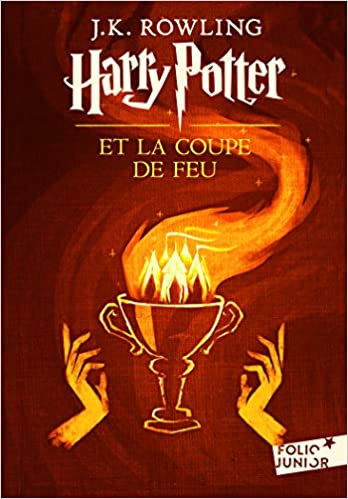 J.K. ROWLING
Harry Potter
ET LA COUPE
DE FEU
FOLIO
JUNIOR